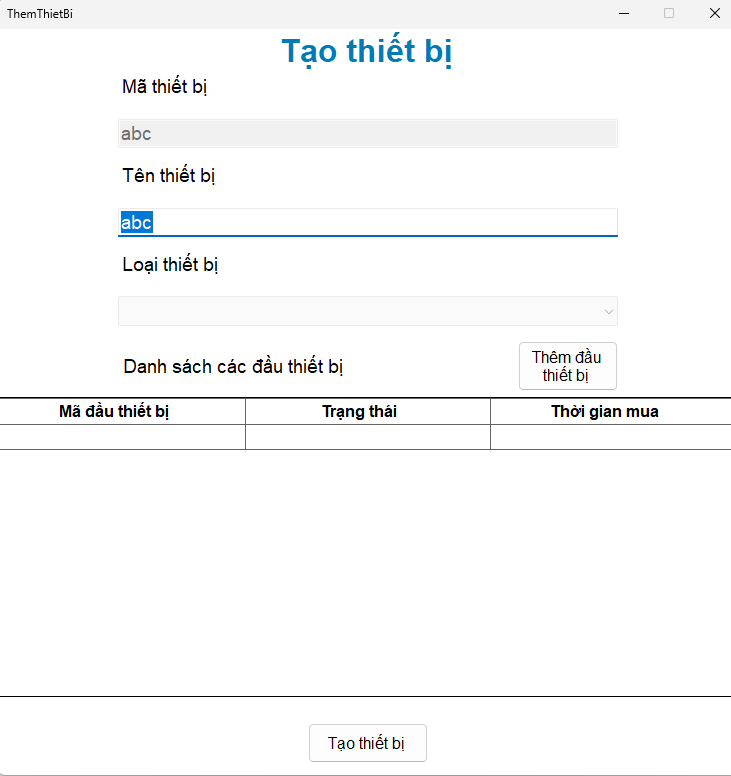 ThemThietBi
Tạo thiết bị
Mã thiết bị
abc
Tên thiết bị
abc
Loại thiết bị
Danh sách các đầu thiết bị
Thêm đầu
thiết bị
Mã đầu thiết bị Trạng thái Thời gian mua
Tạo thiết bị